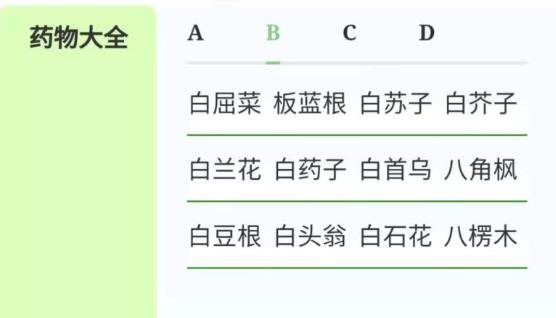 药物大全
A B C D
白屈菜 板蓝根 白苏子 白芥子
白兰花 白药子 白首乌 八角枫
白豆根 白头翁 白石花 八楞木